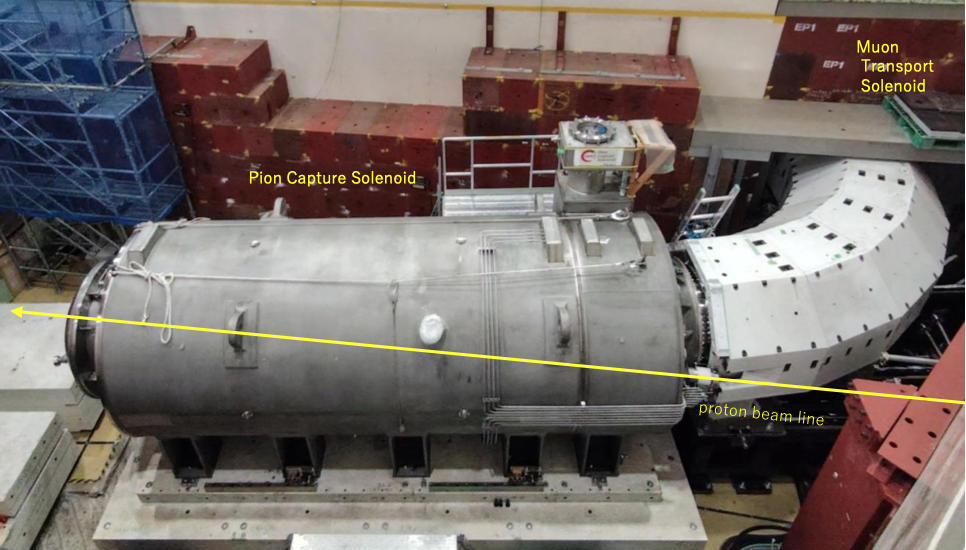 EP1 EP1
EP1
Muon
Transport
Solenoid
Pion Capture Solenoid
proton beam line